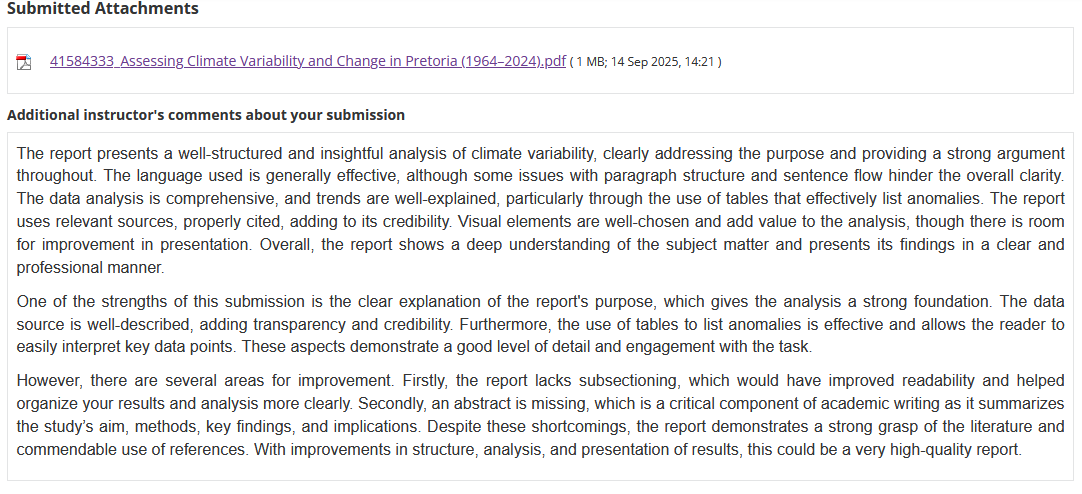 Submitted Attachments
41584333_Assessing Climate Variability and Change in Pretoria (1964–2024).pdf ( 1 MB; 14 Sep 2025, 14:21 )
Additional instructor's comments about your submission
The report presents a well-structured and insightful analysis of climate variability, clearly addressing the purpose and providing a strong argument
throughout. The language used is generally effective, although some issues with paragraph structure and sentence flow hinder the overall clarity.
The data analysis is comprehensive, and trends are well-explained, particularly through the use of tables that effectively list anomalies. The report
uses relevant sources, properly cited, adding to its credibility. Visual elements are well-chosen and add value to the analysis, though there is room
for improvement in presentation. Overall, the report shows a deep understanding of the subject matter and presents its findings in a clear and
professional manner.
One of the strengths of this submission is the clear explanation of the report's purpose, which gives the analysis a strong foundation. The data
source is well-described, adding transparency and credibility. Furthermore, the use of tables to list anomalies is effective and allows the reader to
easily interpret key data points. These aspects demonstrate a good level of detail and engagement with the task.
However, there are several areas for improvement. Firstly, the report lacks subsectioning, which would have improved readability and helped
organize your results and analysis more clearly. Secondly, an abstract is missing, which is a critical component of academic writing as it summarizes
the study’s aim, methods, key findings, and implications. Despite these shortcomings, the report demonstrates a strong grasp of the literature and
commendable use of references. With improvements in structure, analysis, and presentation of results, this could be a very high-quality report.